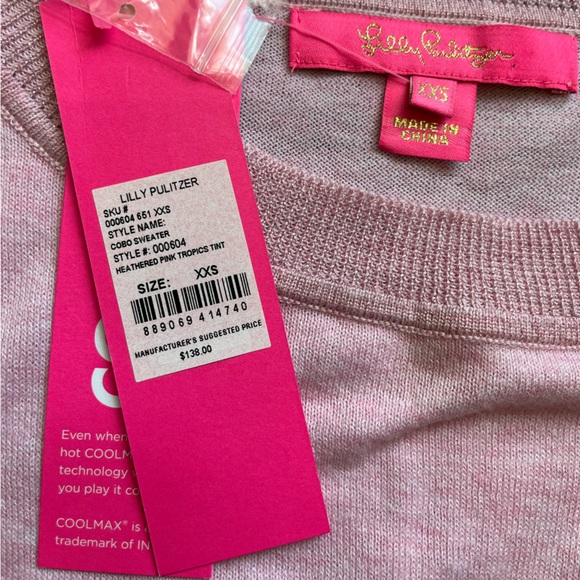 Lilly Pulitzer
XXS
MADE IN
CHINA
LILLY PULITZER
SKU #
000604 651 XXS
STYLE NAME:
COBO SWEATER
STYLE #: 000604
HEATHERED PINK TROPICS TINT
SIZE: XXS
889069 414740
MANUFACTURER'S SUGGESTED PRICE
$138.00
Even when
hot COOLM
technology
you play it co
COOLMAX® is
trademark of IN